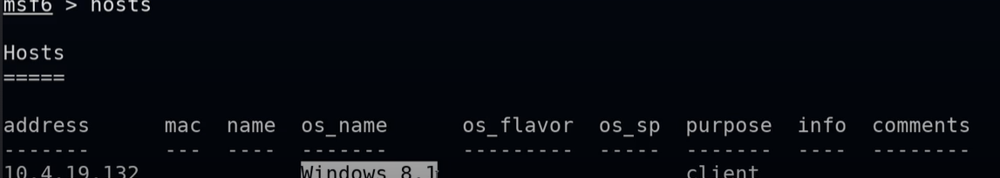 msf6 > hosts
Hosts
=====
address mac name os_name os_flavor os_sp purpose info comments
------- --- ---- ------- --------- ----- ------- ---- --------
10.4.19.132 Windows 8.1 client